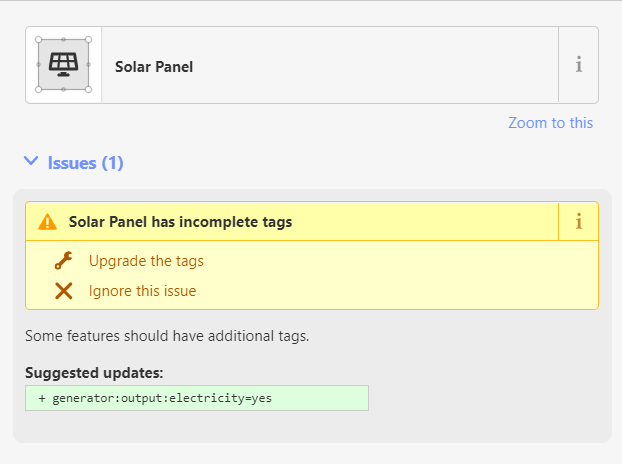 Solar Panel
i
Zoom to this
Issues (1)
Solar Panel has incomplete tags
i
Upgrade the tags
Ignore this issue
Some features should have additional tags.
Suggested updates:
+ generator:output:electricity=yes